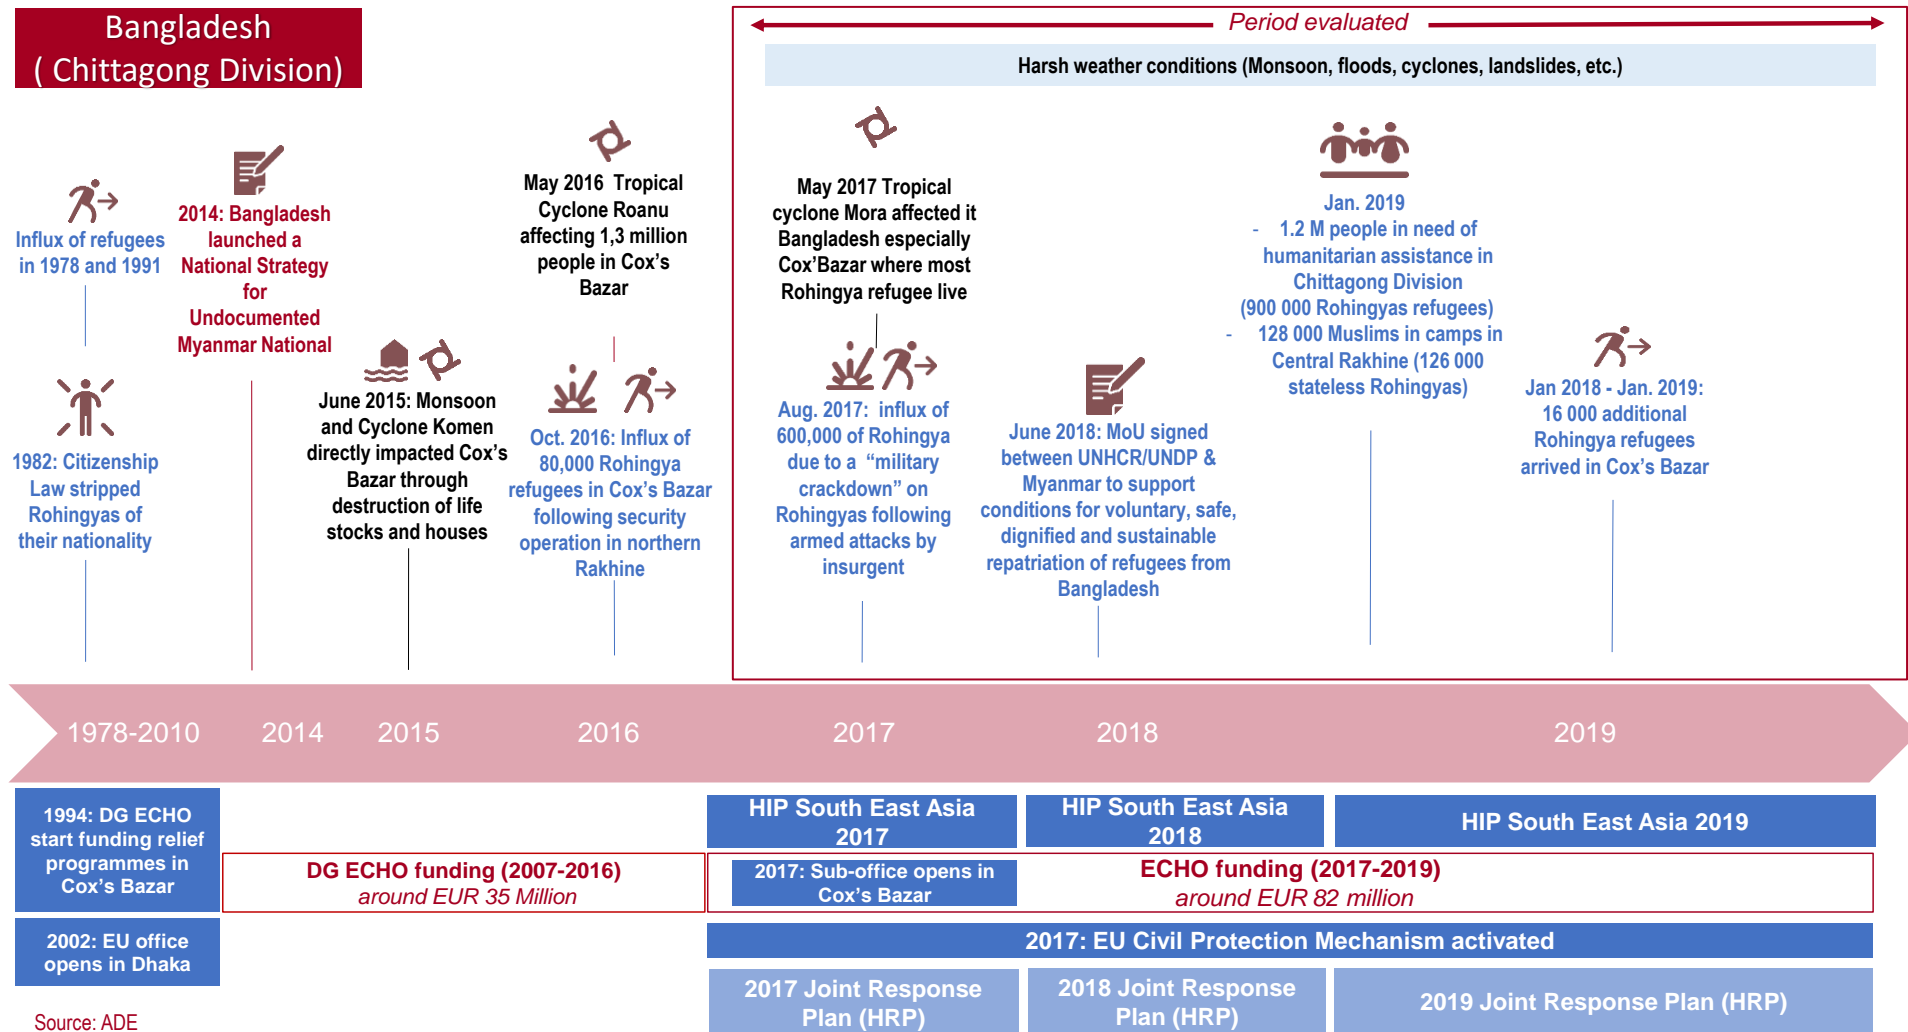 Bangladesh
( Chittagong Division)
Period evaluated
Harsh weather conditions (Monsoon, floods, cyclones, landslides, etc.)
Influx of refugees
in 1978 and 1991
1982: Citizenship
Law stripped
Rohingyas of
their nationality
2014: Bangladesh
launched a
National Strategy
for
Undocumented
Myanmar National
June 2015: Monsoon
and Cyclone Komen
directly impacted Cox's
Bazar through
destruction of life
stocks and houses
May 2016 Tropical
Cyclone Roanu
affecting 1,3 million
people in Cox's
Bazar
Oct. 2016: Influx of
80,000 Rohingya
refugees in Cox's Bazar
following security
operation in northern
Rakhine
May 2017 Tropical
cyclone Mora affected it
Bangladesh especially
Cox'Bazar where most
Rohingya refugee live
Aug. 2017: influx of
600,000 of Rohingya
due to a "military
crackdown" on
Rohingyas following
armed attacks by
insurgent
June 2018: MoU signed
between UNHCR/UNDP &
Myanmar to support
conditions for voluntary, safe,
dignified and sustainable
repatriation of refugees from
Bangladesh
Jan. 2019
- 1.2 M people in need of
humanitarian assistance in
Chittagong Division
(900 000 Rohingyas refugees)
- 128 000 Muslims in camps in
Central Rakhine (126 000
stateless Rohingyas)
Jan 2018 - Jan. 2019:
16 000 additional
Rohingya refugees
arrived in Cox's Bazar
1978-2010
2014
2015
2016
2017
2018
2019
1994: DG ECHO
start funding relief
programmes in
Cox's Bazar
2002: EU office
opens in Dhaka
DG ECHO funding (2007-2016)
around EUR 35 Million
HIP South East Asia
2017
HIP South East Asia
2018
HIP South East Asia 2019
2017: Sub-office opens in
Cox's Bazar
ECHO funding (2017-2019)
around EUR 82 million
2017: EU Civil Protection Mechanism activated
2017 Joint Response
Plan (HRP)
2018 Joint Response
Plan (HRP)
2019 Joint Response Plan (HRP)
Source: ADE